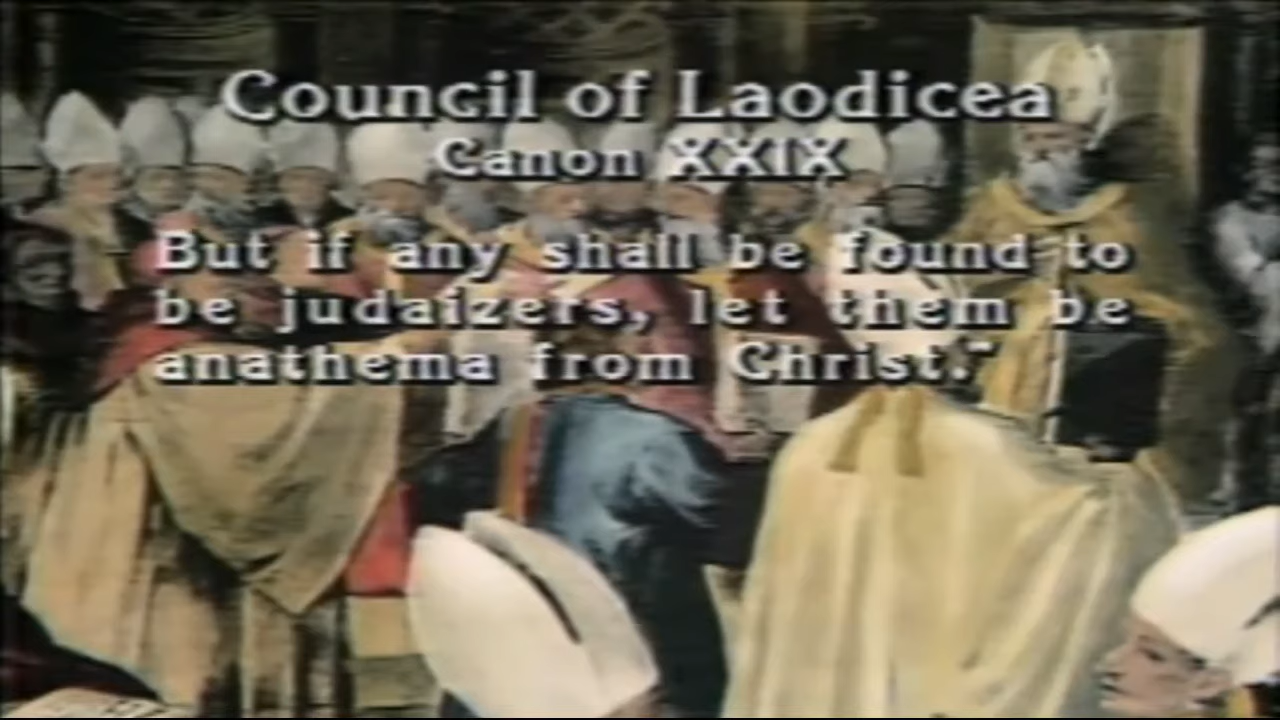 Council of Laodicea
Canon XXIX
But if any shall be found to
be judaizers, let them be
anathema from Christ."